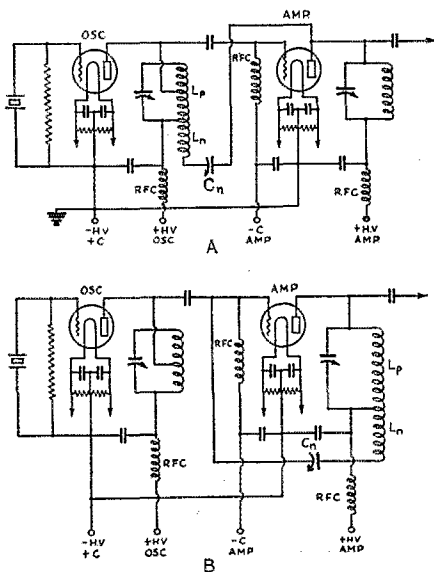 OSC
AMP
RFC
Lp
Ln
Cn
RFC
RFC
-HV
+C
+HV
OSC
-C
AMP
+HV
AMP
A
OSC
AMP
RFC
Lp
Ln
Cn
RFC
RFC
-HV
+C
+HV
OSC
-C
AMP
+HV
AMP
B